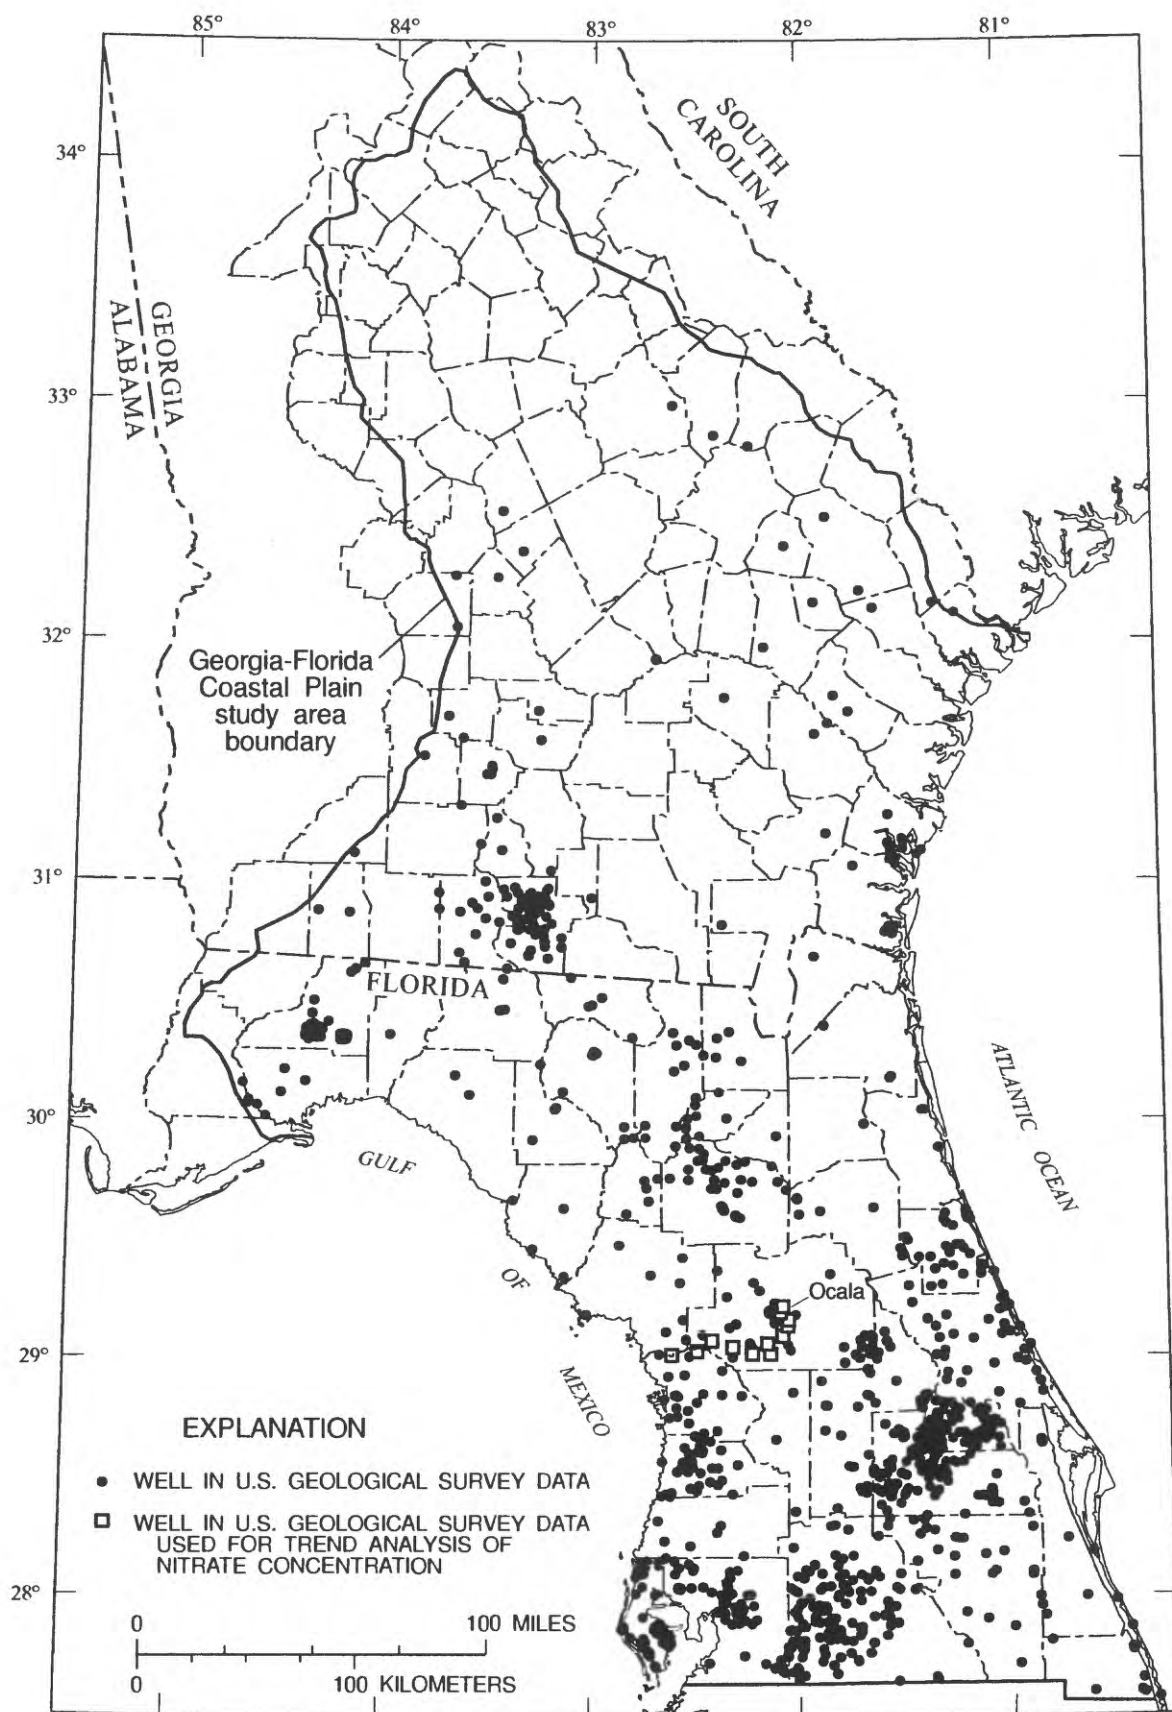 85° 84° 83° 82° 81°
34°
33°
32°
31°
30°
29°
28°
SOUTH
CAROLINA
GEORGIA
ALABAMA
Georgia-Florida
Coastal Plain
study area
boundary
FLORIDA
ATLANTIC OCEAN
GULF
OF
MEXICO
Ocala
EXPLANATION
WELL IN U.S. GEOLOGICAL SURVEY DATA
WELL IN U.S. GEOLOGICAL SURVEY DATA
USED FOR TREND ANALYSIS OF
NITRATE CONCENTRATION
0 100 MILES
0 100 KILOMETERS